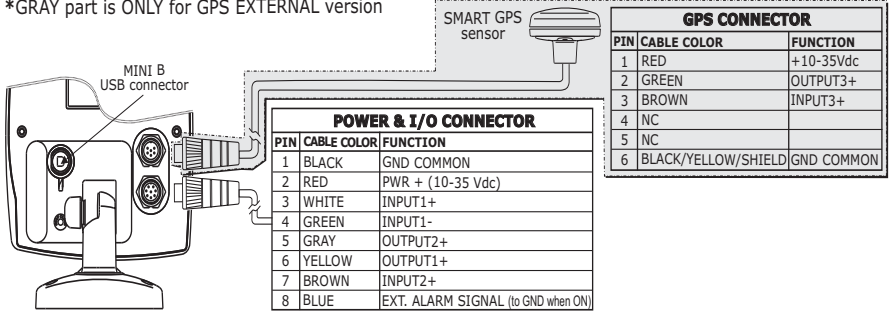 *GRAY part is ONLY for GPS EXTERNAL version
SMART GPS
sensor
MINI B
USB connector
GPS CONNECTOR
PIN CABLE COLOR FUNCTION
1 RED +10-35Vdc
2 GREEN OUTPUT3+
3 BROWN INPUT3+
4 NC
5 NC
6 BLACK/YELLOW/SHIELD GND COMMON
POWER & I/O CONNECTOR
PIN CABLE COLOR FUNCTION
1 BLACK GND COMMON
2 RED PWR + (10-35 Vdc)
3 WHITE INPUT1+
4 GREEN INPUT1-
5 GRAY OUTPUT2+
6 YELLOW OUTPUT1+
7 BROWN INPUT2+
8 BLUE EXT. ALARM SIGNAL (to GND when ON)